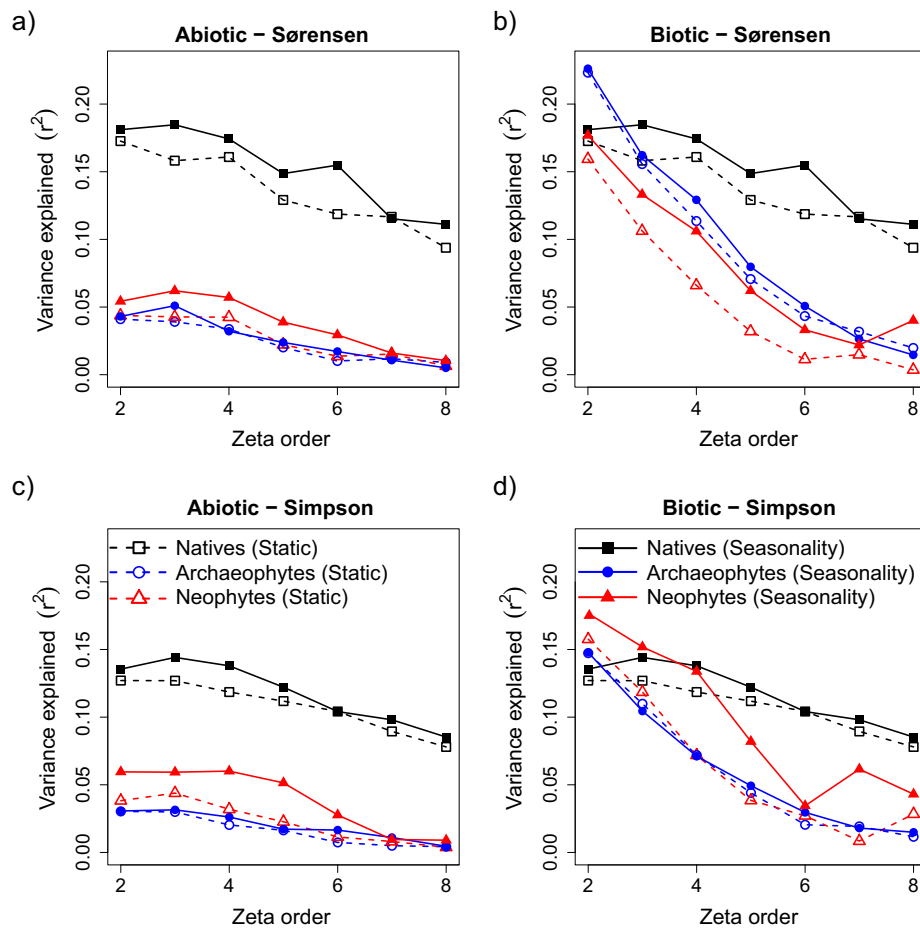 a)
Abiotic − Sørensen
Variance explained (r²)
0.00
0.05
0.10
0.15
0.20
2 4 6 8
Zeta order
b)
Biotic − Sørensen
Variance explained (r²)
0.00
0.05
0.10
0.15
0.20
2 4 6 8
Zeta order
c)
Abiotic − Simpson
Natives (Static)
Archaeophytes (Static)
Neophytes (Static)
Variance explained (r²)
0.00
0.05
0.10
0.15
0.20
2 4 6 8
Zeta order
d)
Biotic − Simpson
Natives (Seasonality)
Archaeophytes (Seasonality)
Neophytes (Seasonality)
Variance explained (r²)
0.00
0.05
0.10
0.15
0.20
2 4 6 8
Zeta order